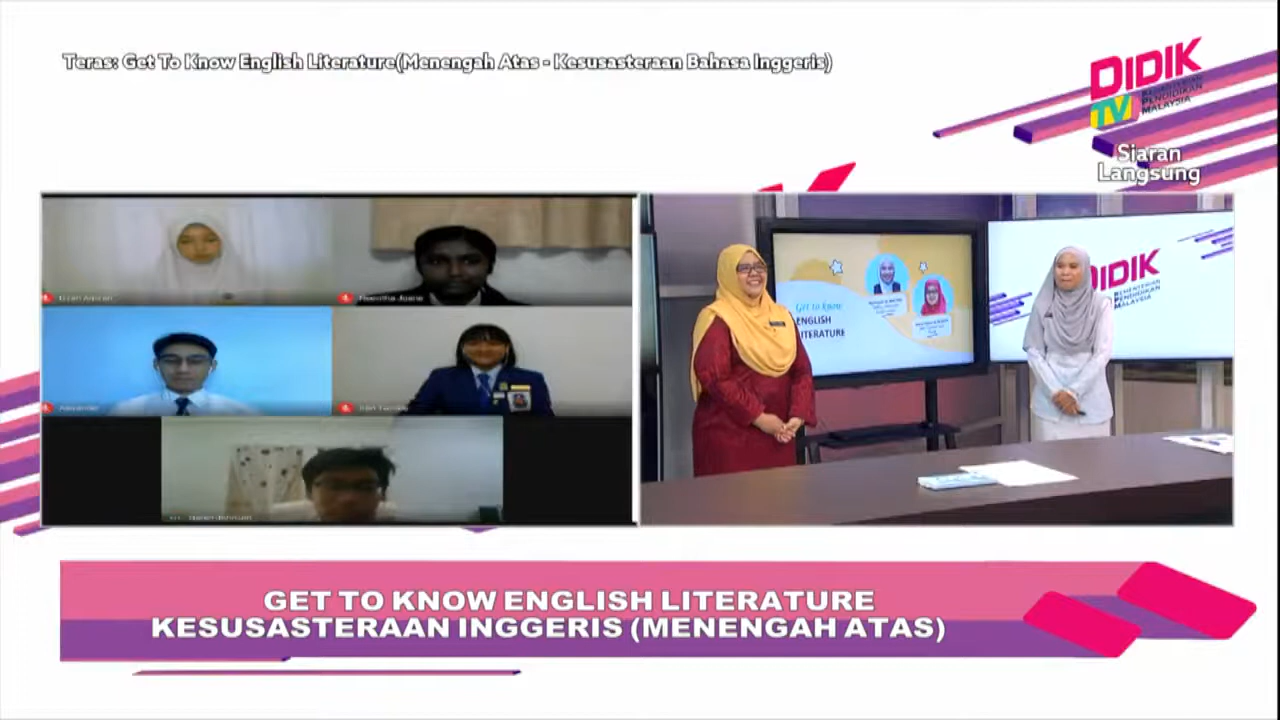 Teras: Get To Know English Literature(Menengah Atas - Kesusasteraan Bahasa Inggeris)
DIDIK
TV
KEMENTERIAN
PENDIDIKAN
MALAYSIA
Siaran
Langsung
Get to know
ENGLISH
LITERATURE
DIDIK
KEMENTERIAN
PENDIDIKAN
MALAYSIA
GET TO KNOW ENGLISH LITERATURE
KESUSASTERAAN INGGERIS (MENENGAH ATAS)